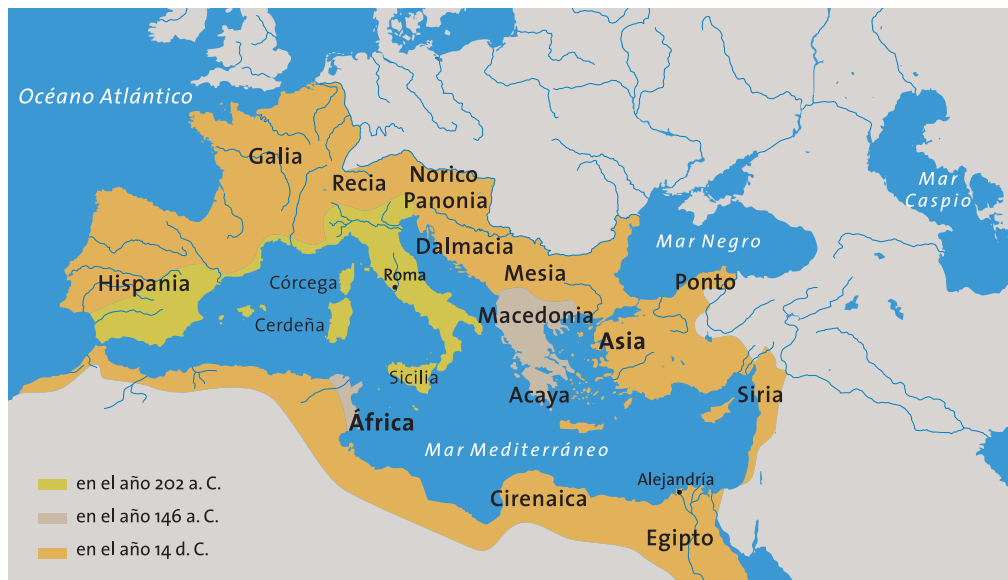 Océano Atlántico
Galia
Recia
Norico
Panonia
Mar
Caspio
Dalmacia
Mar Negro
Hispania
Córcega
Roma
Mesia
Ponto
Cerdeña
Macedonia
Asia
Sicilia
Acaya
Siria
África
Mar Mediterráneo
Alejandría
Cirenaica
Egipto
en el año 202 a. C.
en el año 146 a. C.
en el año 14 d. C.